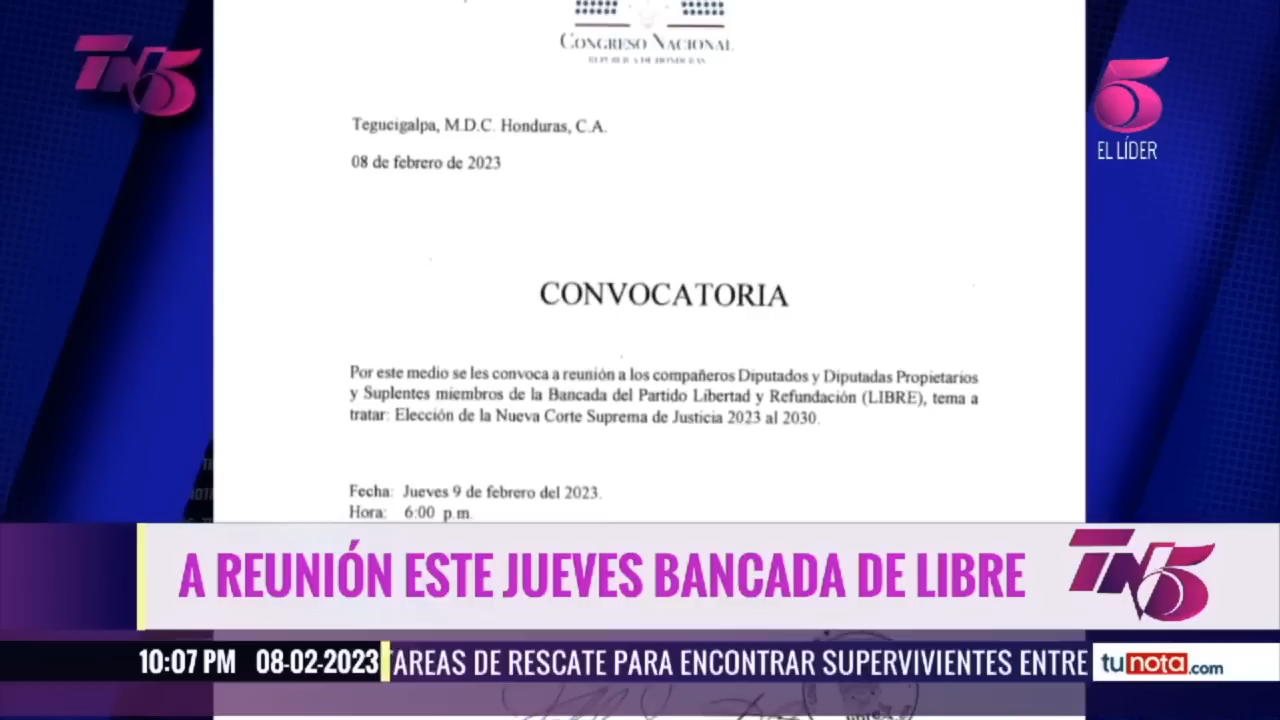 CONGRESO NACIONAL
REPUBLICA DE HONDURAS
TN5
5
EL LÍDER
Tegucigalpa, M.D.C. Honduras, C.A.
08 de febrero de 2023
CONVOCATORIA
Por este medio se les convoca a reunión a los compañeros Diputados y Diputadas Propietarios
y Suplentes miembros de la Bancada del Partido Libertad y Refundación (LIBRE), tema a
tratar: Elección de la Nueva Corte Suprema de Justicia 2023 al 2030.
Fecha: Jueves 9 de febrero del 2023.
Hora: 6:00 p.m.
A REUNIÓN ESTE JUEVES BANCADA DE LIBRE
TN5
10:07 PM 08-02-2023 TAREAS DE RESCATE PARA ENCONTRAR SUPERVIVIENTES ENTRE
tunota.com